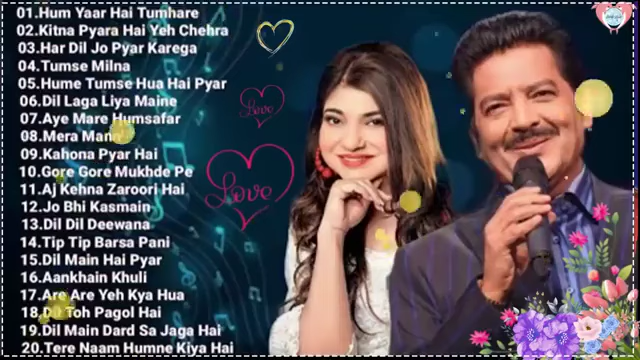 01.Hum Yaar Hai Tumhare
02.Kitna Pyara Hai Yeh Chehra
03.Har Dil Jo Pyar Karega
04.Tumse Milna
05.Hume Tumse Hua Hai Pyar
06.Dil Laga Liya Maine
07.Aye Mare Humsafar
08.Mera Mann
09.Kahona Pyar Hai
10.Gore Gore Mukhde Pe
11.Aj Kehna Zaroori Hai
12.Jo Bhi Kasmain
13.Dil Dil Deewana
14.Tip Tip Barsa Pani
15.Dil Main Hai Pyar
16.Aankhain Khuli
17.Are Are Yeh Kya Hua
18.Dil Toh Pagol Hai
19.Dil Main Dard Sa Jaga Hai
20.Tere Naam Humne Kiya Hai
Love
Love